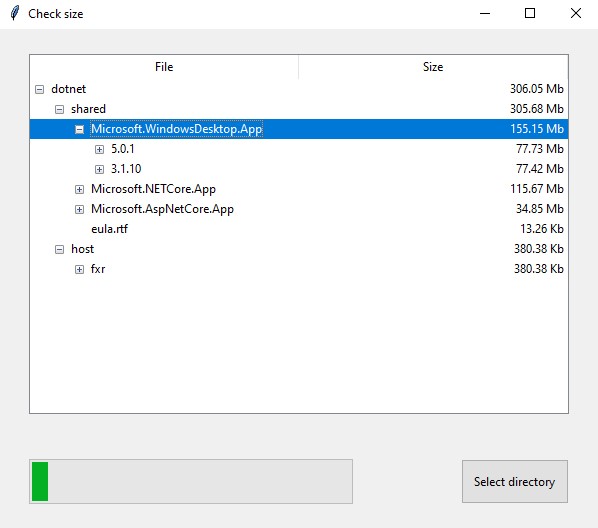 Check size
File Size
dotnet 306.05 Mb
shared 305.68 Mb
Microsoft.WindowsDesktop.App 155.15 Mb
5.0.1 77.73 Mb
3.1.10 77.42 Mb
Microsoft.NETCore.App 115.67 Mb
Microsoft.AspNetCore.App 34.85 Mb
eula.rtf 13.26 Kb
host 380.38 Kb
fxr 380.38 Kb
Select directory